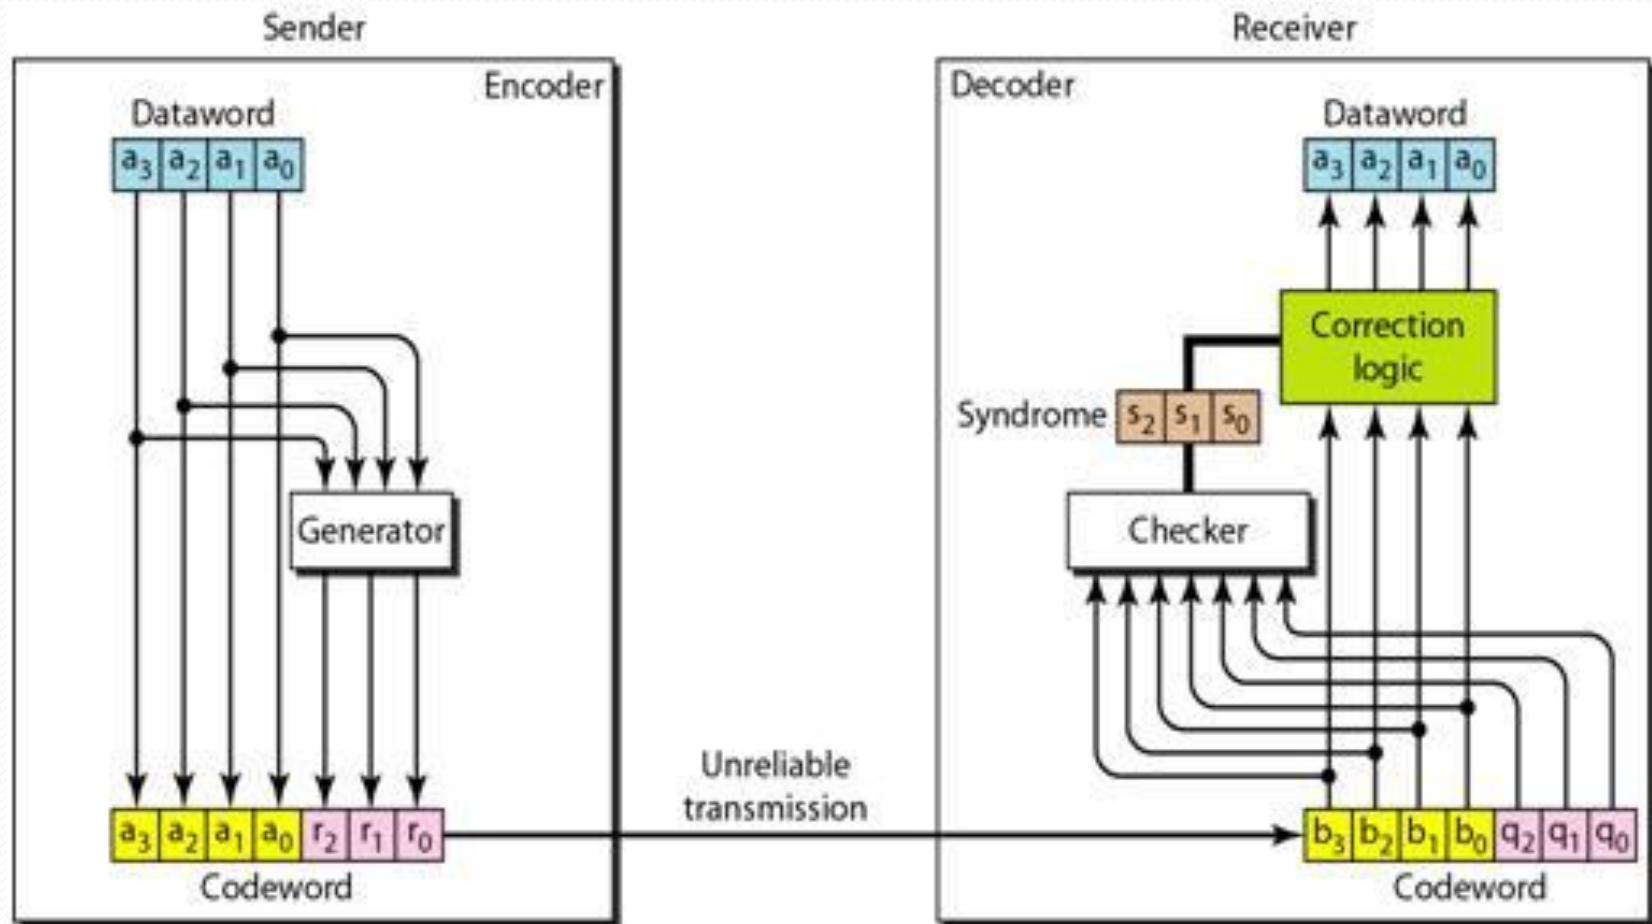 Sender
Receiver
Encoder
Decoder
Dataword
a3 a2 a1 a0
Dataword
a3 a2 a1 a0
Correction
logic
Syndrome s2 s1 s0
Generator
Checker
Unreliable
transmission
a3 a2 a1 a0 r2 r1 r0
Codeword
b3 b2 b1 b0 q2 q1 q0
Codeword